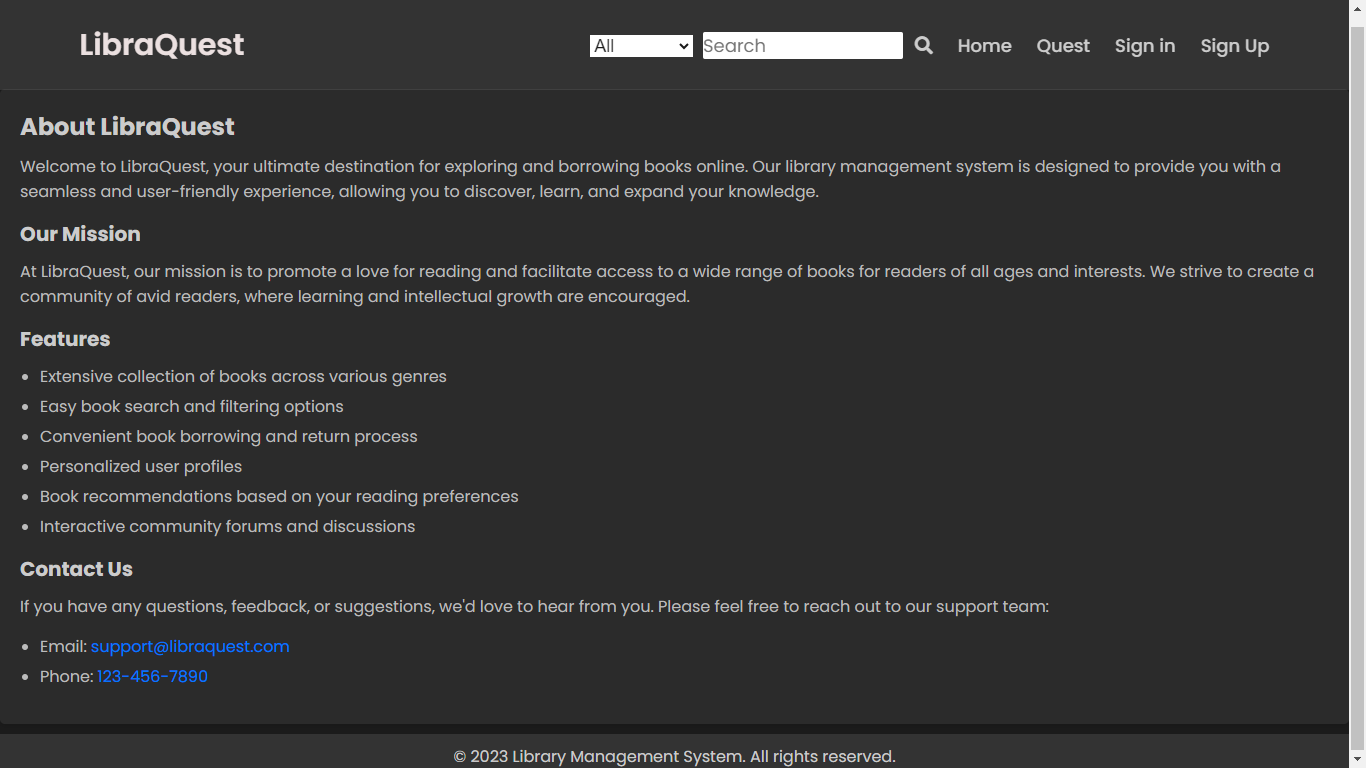 LibraQuest
All
Search
Home
Quest
Sign in
Sign Up
About LibraQuest
Welcome to LibraQuest, your ultimate destination for exploring and borrowing books online. Our library management system is designed to provide you with a
seamless and user-friendly experience, allowing you to discover, learn, and expand your knowledge.
Our Mission
At LibraQuest, our mission is to promote a love for reading and facilitate access to a wide range of books for readers of all ages and interests. We strive to create a
community of avid readers, where learning and intellectual growth are encouraged.
Features
Extensive collection of books across various genres
Easy book search and filtering options
Convenient book borrowing and return process
Personalized user profiles
Book recommendations based on your reading preferences
Interactive community forums and discussions
Contact Us
If you have any questions, feedback, or suggestions, we'd love to hear from you. Please feel free to reach out to our support team:
Email: support@libraquest.com
Phone: 123-456-7890
© 2023 Library Management System. All rights reserved.